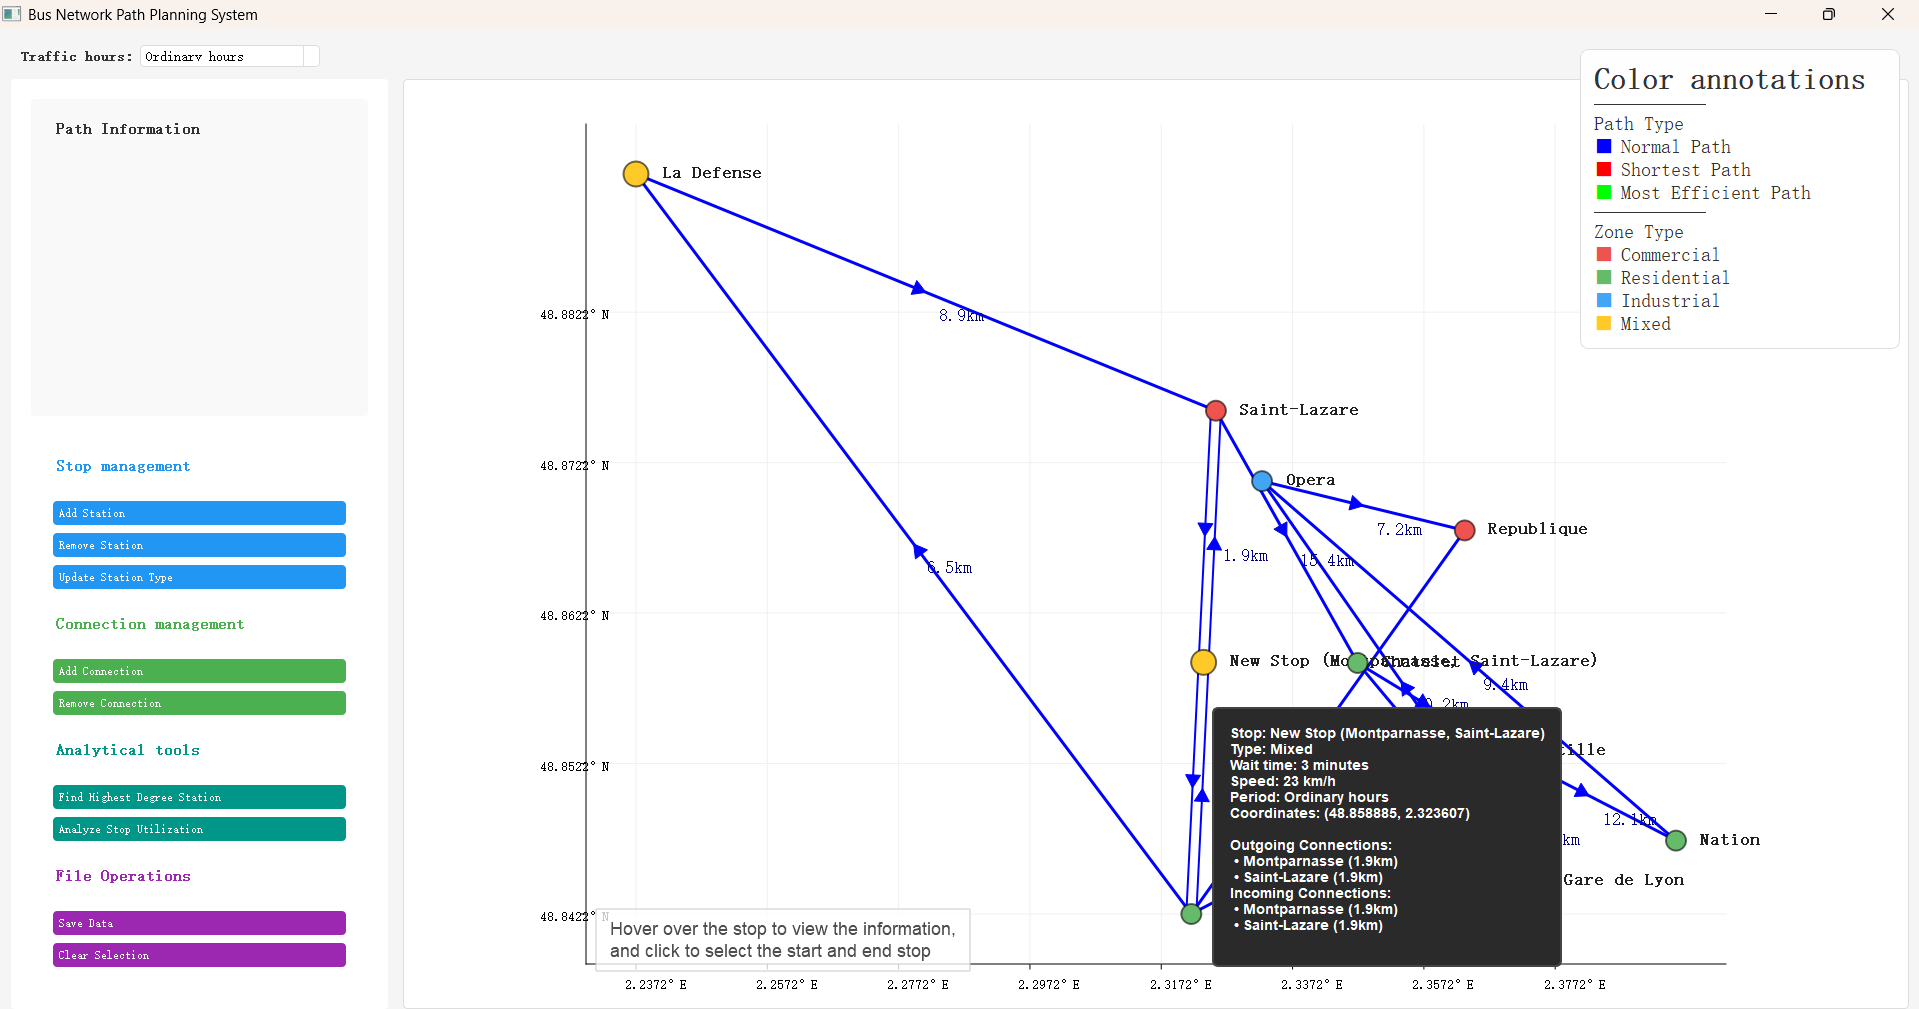 Bus Network Path Planning System
Traffic hours: Ordinary hours
Path Information
Stop management
Add Station
Remove Station
Update Station Type
Connection management
Add Connection
Remove Connection
Analytical tools
Find Highest Degree Station
Analyze Stop Utilization
File Operations
Save Data
Clear Selection
Color annotations
Path Type
Normal Path
Shortest Path
Most Efficient Path
Zone Type
Commercial
Residential
Industrial
Mixed
La Defense
48.8822° N
8.9km
Saint-Lazare
48.8722° N
Opera
7.2km
Republique
1.9km
15.4km
6.5km
48.8622° N
New Stop (Montparnasse, Saint-Lazare)
9.4km
.2km
Stop: New Stop (Montparnasse, Saint-Lazare)
Type: Mixed
Wait time: 3 minutes
Speed: 23 km/h
Period: Ordinary hours
Coordinates: (48.858885, 2.323607)
Outgoing Connections:
• Montparnasse (1.9km)
• Saint-Lazare (1.9km)
Incoming Connections:
• Montparnasse (1.9km)
• Saint-Lazare (1.9km)
ille
48.8522° N
12.1km
km
Nation
Gare de Lyon
48.8422° N
Hover over the stop to view the information,
and click to select the start and end stop
2.2372° E
2.2572° E
2.2772° E
2.2972° E
2.3172° E
2.3372° E
2.3572° E
2.3772° E